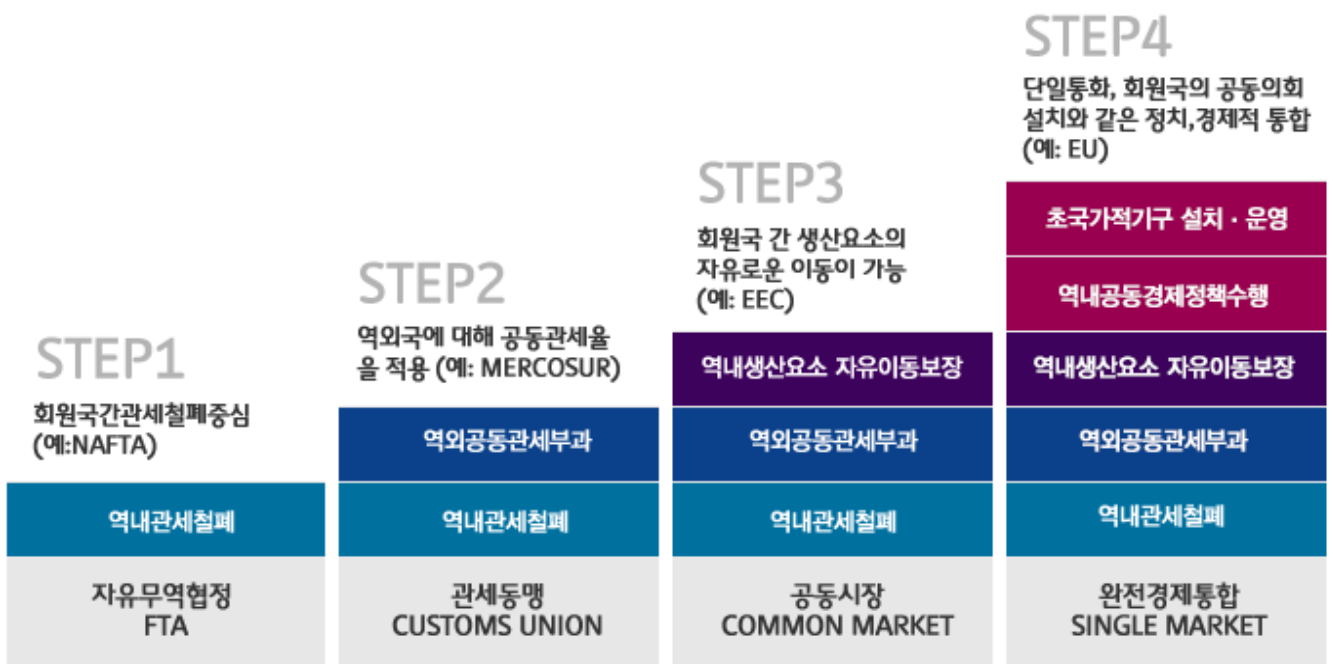 STEP1
회원국간관세철폐중심
(예:NAFTA)
역내관세철폐
자유무역협정
FTA
STEP2
역외국에 대해 공동관세율
을 적용 (예: MERCOSUR)
역외공동관세부과
역내관세철폐
관세동맹
CUSTOMS UNION
STEP3
회원국 간 생산요소의
자유로운 이동이 가능
(예: EEC)
역내생산요소 자유이동보장
역외공동관세부과
역내관세철폐
공동시장
COMMON MARKET
STEP4
단일통화, 회원국의 공동의회
설치와 같은 정치,경제적 통합
(예: EU)
초국가적기구 설치 · 운영
역내공동경제정책수행
역내생산요소 자유이동보장
역외공동관세부과
역내관세철폐
완전경제통합
SINGLE MARKET